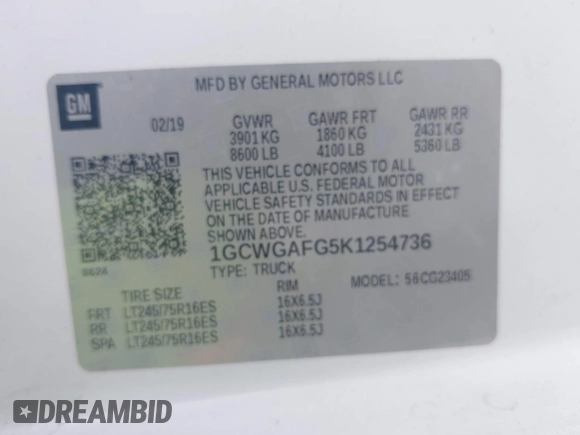 GM
MFD BY GENERAL MOTORS LLC
02/19 GVWR GAWR FRT GAWR RR
3901 KG 1860 KG 2431 KG
8600 LB 4100 LB 5360 LB
THIS VEHICLE CONFORMS TO ALL
APPLICABLE U.S. FEDERAL MOTOR
VEHICLE SAFETY STANDARDS IN EFFECT
ON THE DATE OF MANUFACTURE
1GCWGAFG5K1254736
TYPE: TRUCK
MODEL: 56CG23405
TIRE SIZE RIM
FRT LT245/75R16ES 16X6.5J
RR LT245/75R16ES 16X6.5J
SPA LT245/75R16ES 16X6.5J
DREAMBID